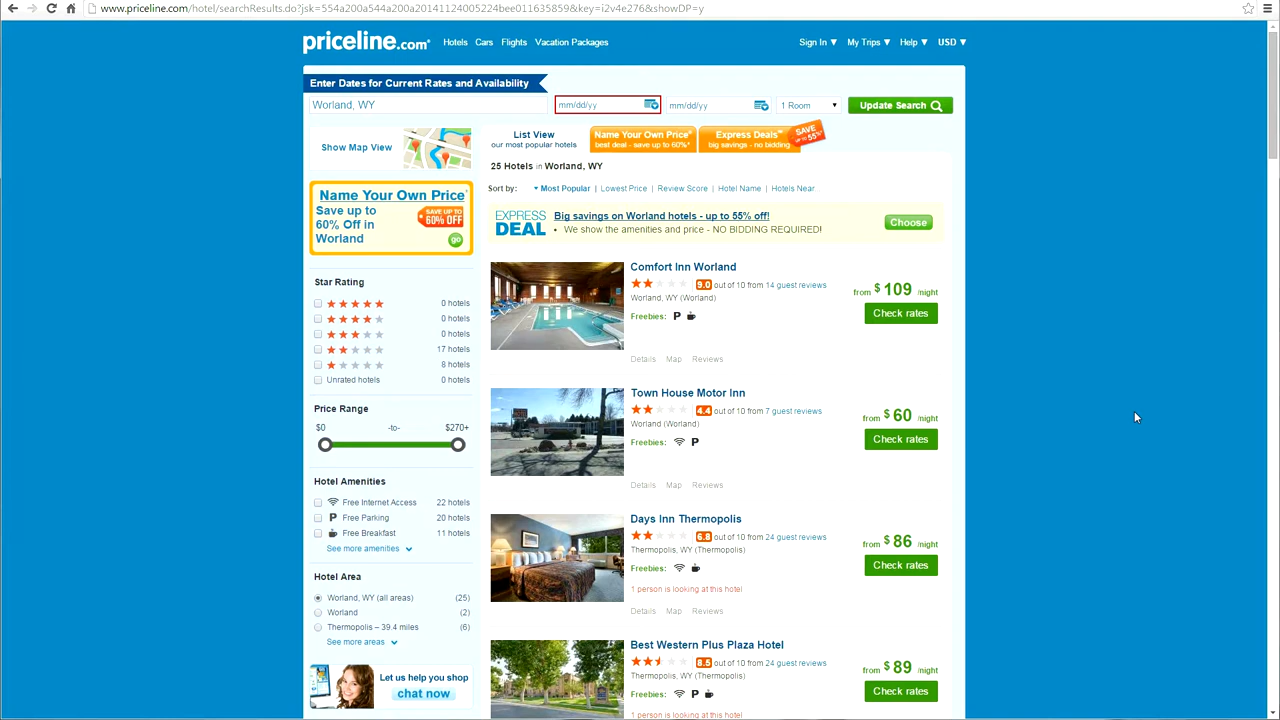 www.priceline.com/hotel/searchResults.do?jsk=554a200a544a200a20141124005224bee011635859&key=i2v4e276&showDP=y
priceline.com®
Hotels Cars Flights Vacation Packages
Sign In ▼ My Trips ▼ Help ▼ USD ▼
Enter Dates for Current Rates and Availability
Worland, WY
mm/dd/yy
mm/dd/yy
1 Room
Update Search
Show Map View
List View
our most popular hotels
Name Your Own Price®
best deal - save up to 60%*
Express Deals℠
big savings - no bidding
SAVE
UP TO 55%*
25 Hotels in Worland, WY
Sort by: Most Popular | Lowest Price | Review Score | Hotel Name | Hotels Near...
EXPRESS
DEAL
Big savings on Worland hotels - up to 55% off!
• We show the amenities and price - NO BIDDING REQUIRED!
Choose
Name Your Own Price®
Save up to
60% Off in
Worland
SAVE UP TO
60% OFF
go
Star Rating
0 hotels
0 hotels
0 hotels
17 hotels
8 hotels
Unrated hotels 0 hotels
Price Range
$0 -to- $270+
Hotel Amenities
Free Internet Access 22 hotels
P Free Parking 20 hotels
Free Breakfast 11 hotels
See more amenities
Hotel Area
Worland, WY (all areas) (25)
Worland (2)
Thermopolis – 39.4 miles (6)
See more areas
Let us help you shop
chat now
Comfort Inn Worland
9.0 out of 10 from 14 guest reviews
Worland, WY (Worland)
Freebies: P
Details Map Reviews
from $ 109 /night
Check rates
Town House Motor Inn
4.4 out of 10 from 7 guest reviews
Worland (Worland)
Freebies: P
Details Map Reviews
from $ 60 /night
Check rates
Days Inn Thermopolis
6.8 out of 10 from 24 guest reviews
Thermopolis, WY (Thermopolis)
Freebies:
1 person is looking at this hotel
Details Map Reviews
from $ 86 /night
Check rates
Best Western Plus Plaza Hotel
8.5 out of 10 from 24 guest reviews
Thermopolis, WY (Thermopolis)
Freebies: P
1 person is looking at this hotel
from $ 89 /night
Check rates